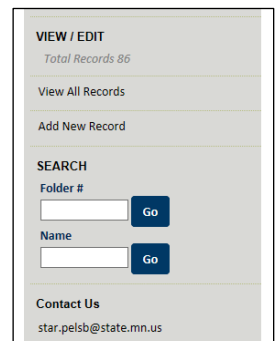 VIEW / EDIT
Total Records 86
View All Records
Add New Record
SEARCH
Folder #
Go
Name
Go
Contact Us
star.pelsb@state.mn.us